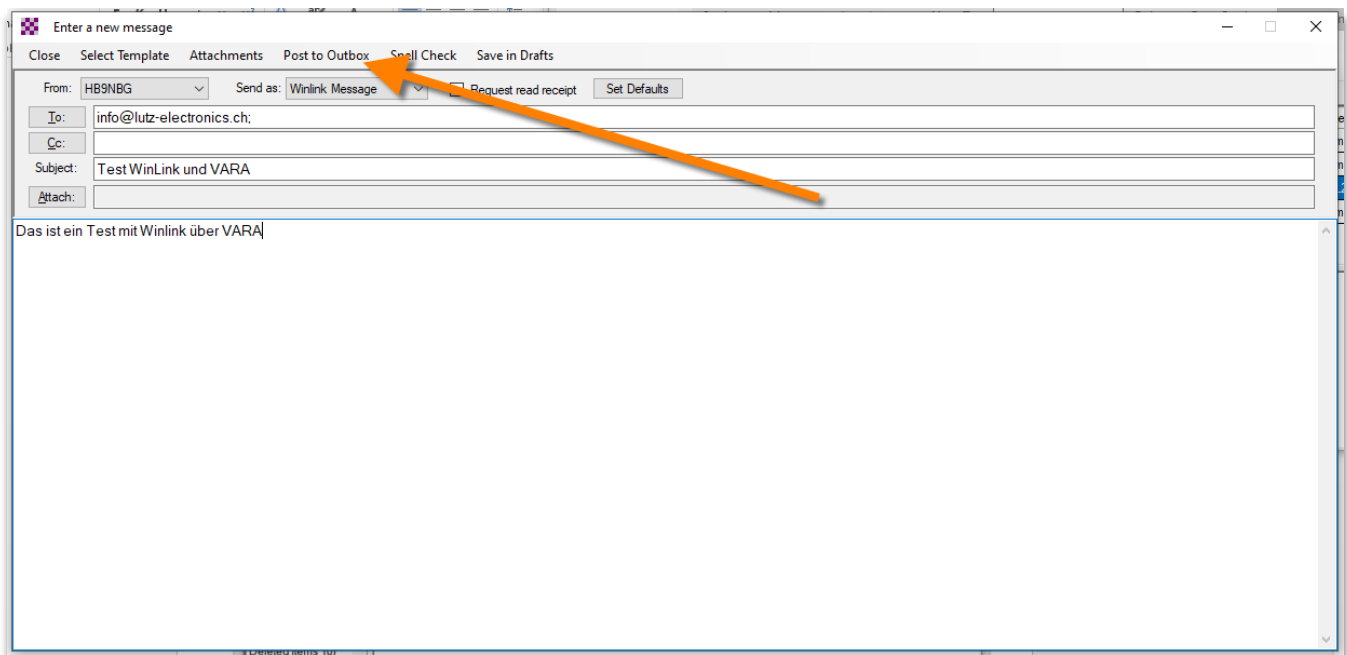 Enter a new message
Close Select Template Attachments Post to Outbox Spell Check Save in Drafts
From: HB9NBG Send as: Winlink Message Request read receipt Set Defaults
To: info@lutz-electronics.ch;
Cc:
Subject: Test WinLink und VARA
Attach:
Das ist ein Test mit Winlink über VARA